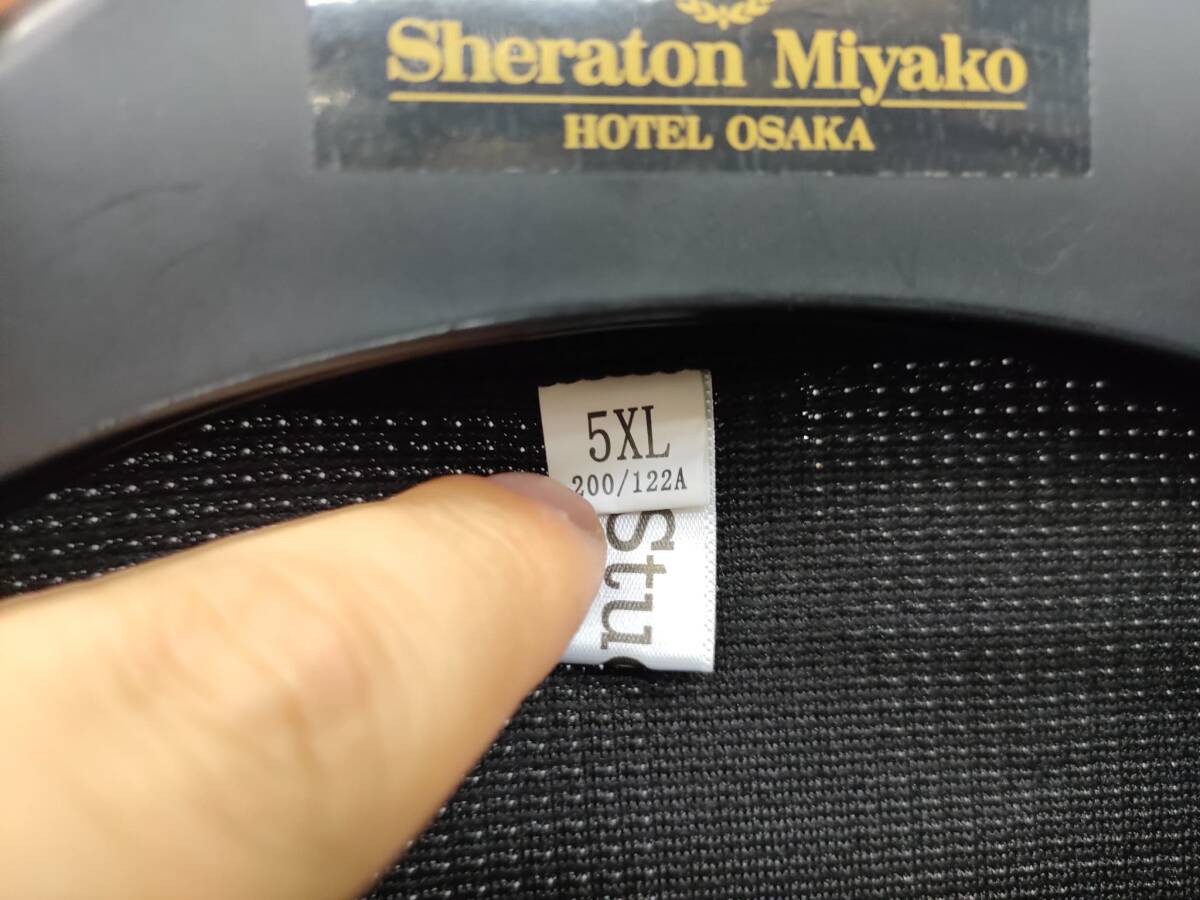 Sheraton Miyako
HOTEL OSAKA
5XL
200/122A
Stu